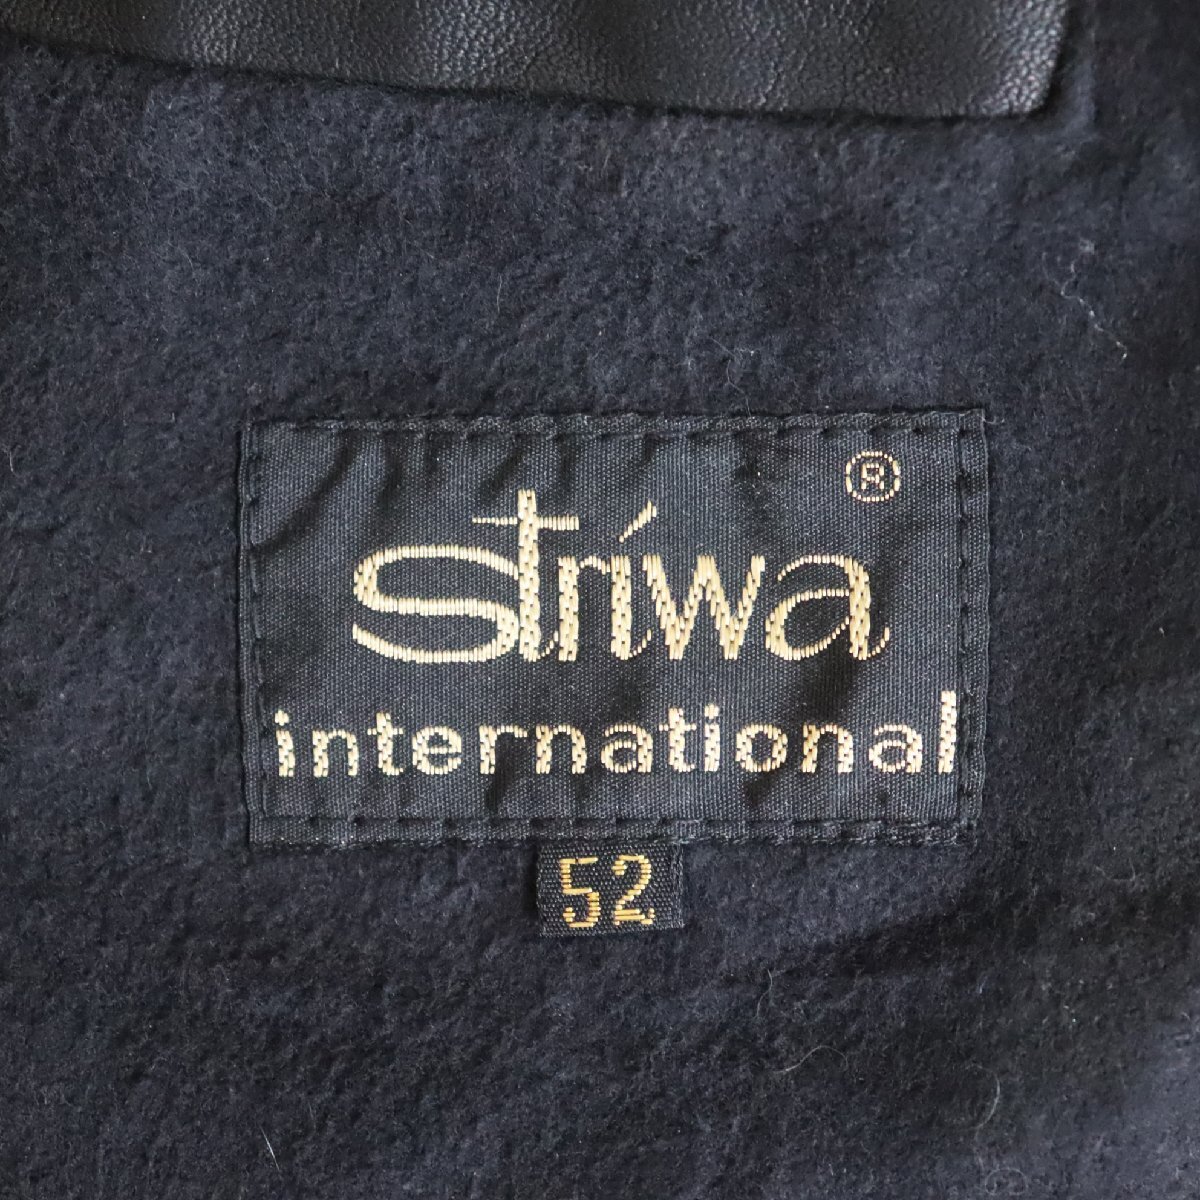 ®
striwa
international
52